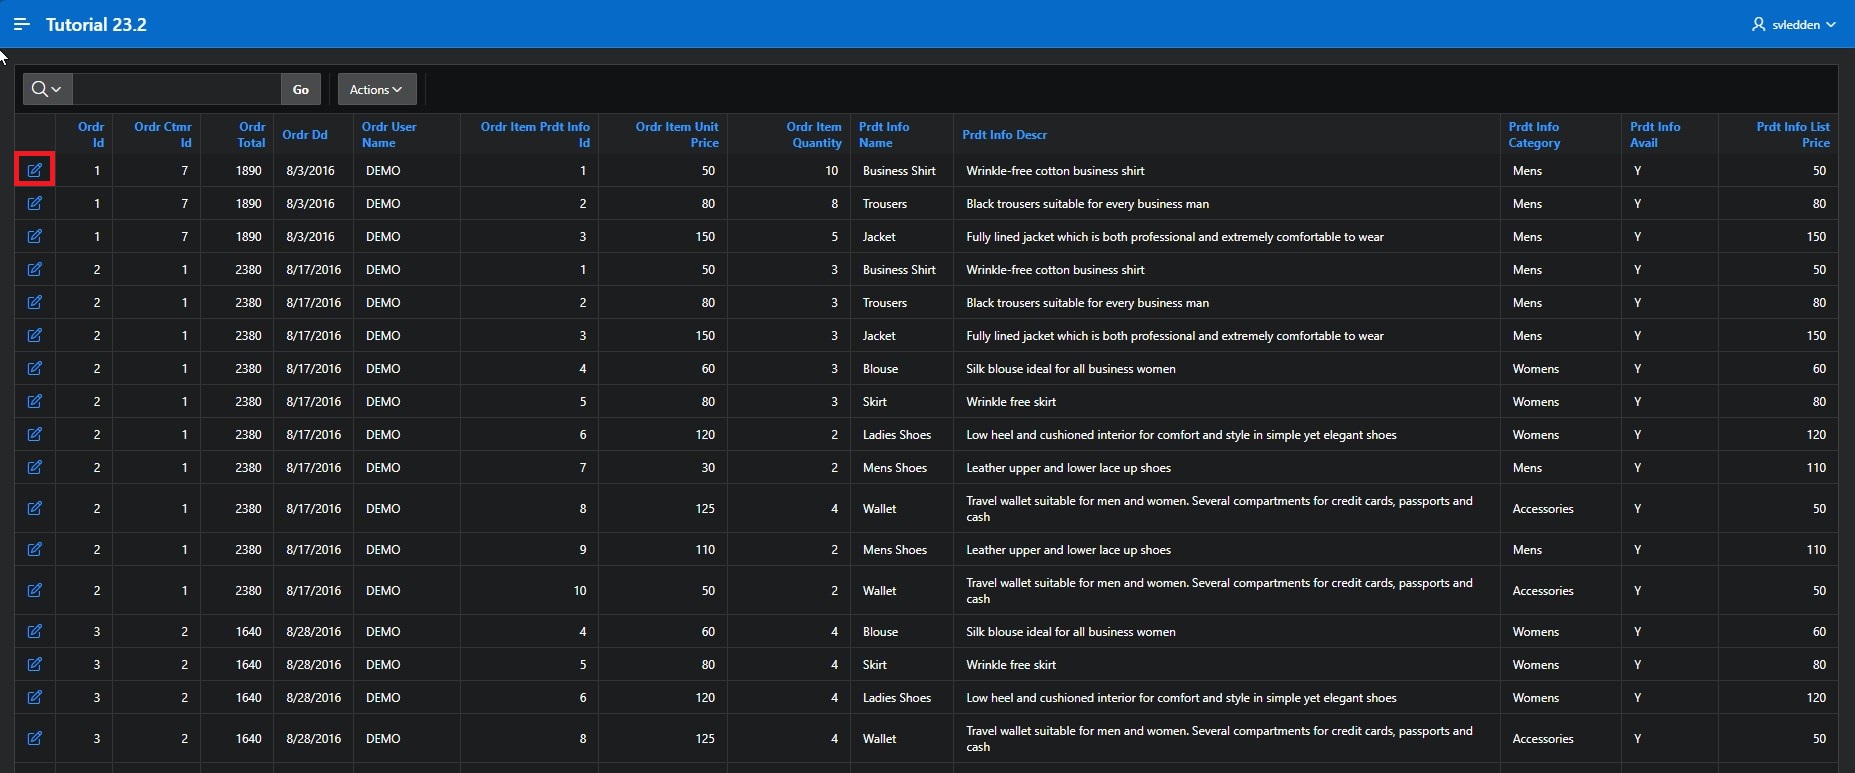 Tutorial 23.2
svledden
Go
Actions
Ordr Id Ordr Ctmr Id Ordr Total Ordr Dd Ordr User Name Ordr Item Prdt Info Id Ordr Item Unit Price Ordr Item Quantity Prdt Info Name Prdt Info Descr Prdt Info Category Prdt Info Avail Prdt Info List Price
1 7 1890 8/3/2016 DEMO 1 50 10 Business Shirt Wrinkle-free cotton business shirt Mens Y 50
1 7 1890 8/3/2016 DEMO 2 80 8 Trousers Black trousers suitable for every business man Mens Y 80
1 7 1890 8/3/2016 DEMO 3 150 5 Jacket Fully lined jacket which is both professional and extremely comfortable to wear Mens Y 150
2 1 2380 8/17/2016 DEMO 1 50 3 Business Shirt Wrinkle-free cotton business shirt Mens Y 50
2 1 2380 8/17/2016 DEMO 2 80 3 Trousers Black trousers suitable for every business man Mens Y 80
2 1 2380 8/17/2016 DEMO 3 150 3 Jacket Fully lined jacket which is both professional and extremely comfortable to wear Mens Y 150
2 1 2380 8/17/2016 DEMO 4 60 3 Blouse Silk blouse ideal for all business women Womens Y 60
2 1 2380 8/17/2016 DEMO 5 80 3 Skirt Wrinkle free skirt Womens Y 80
2 1 2380 8/17/2016 DEMO 6 120 2 Ladies Shoes Low heel and cushioned interior for comfort and style in simple yet elegant shoes Womens Y 120
2 1 2380 8/17/2016 DEMO 7 30 2 Mens Shoes Leather upper and lower lace up shoes Mens Y 110
2 1 2380 8/17/2016 DEMO 8 125 4 Wallet Travel wallet suitable for men and women. Several compartments for credit cards, passports and cash Accessories Y 50
2 1 2380 8/17/2016 DEMO 9 110 2 Mens Shoes Leather upper and lower lace up shoes Mens Y 110
2 1 2380 8/17/2016 DEMO 10 50 2 Wallet Travel wallet suitable for men and women. Several compartments for credit cards, passports and cash Accessories Y 50
3 2 1640 8/28/2016 DEMO 4 60 4 Blouse Silk blouse ideal for all business women Womens Y 60
3 2 1640 8/28/2016 DEMO 5 80 4 Skirt Wrinkle free skirt Womens Y 80
3 2 1640 8/28/2016 DEMO 6 120 4 Ladies Shoes Low heel and cushioned interior for comfort and style in simple yet elegant shoes Womens Y 120
3 2 1640 8/28/2016 DEMO 8 125 4 Wallet Travel wallet suitable for men and women. Several compartments for credit cards, passports and cash Accessories Y 50